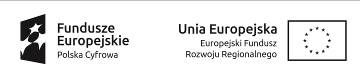 Fundusze
Europejskie
Polska Cyfrowa
Unia Europejska
Europejski Fundusz
Rozwoju Regionalnego